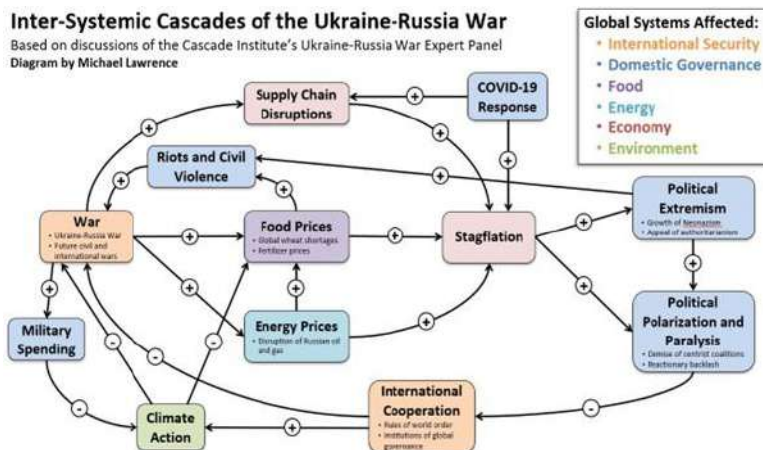 Inter-Systemic Cascades of the Ukraine-Russia War
Based on discussions of the Cascade Institute's Ukraine-Russia War Expert Panel
Diagram by Michael Lawrence
Global Systems Affected:
• International Security
• Domestic Governance
• Food
• Energy
• Economy
• Environment
Supply Chain
Disruptions
+
COVID-19
Response
+
+
+
Riots and Civil
Violence
+
+
+
War
• Ukraine-Russia War
• Future civil and
international wars
+
Food Prices
• Global wheat shortages
• Fertilizer prices
+
Stagflation
+
Political
Extremism
• Growth of Neonazism
• Appeal of authoritarianism
+
+
+
+
+
Military
Spending
-
-
Energy Prices
• Disruption of Russian oil
and gas
+
Political
Polarization and
Paralysis
• Demise of centrist coalitions
• Reactionary backlash
-
-
Climate
Action
+
International
Cooperation
• Rules of world order
• Institutions of global
governance
-